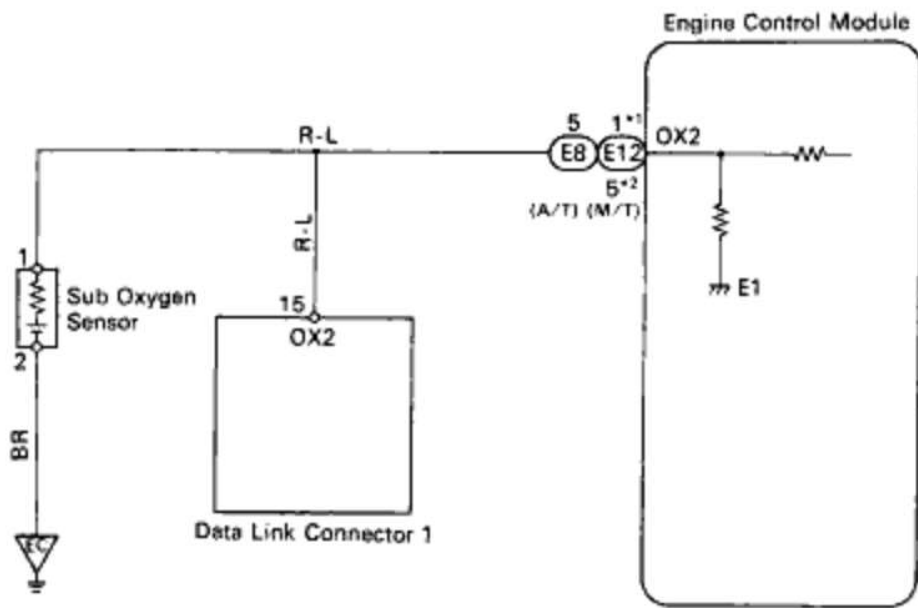 Engine Control Module
R-L
5
1*1
E8
E12
OX2
5*2
(A/T) (M/T)
R-L
E1
1
Sub Oxygen
Sensor
2
15
OX2
BR
Data Link Connector 1
EC